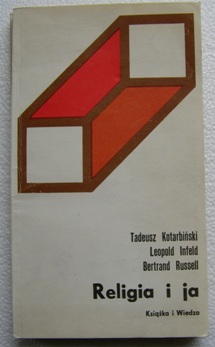 Tadeusz Kotarbiński
Leopold Infeld
Bertrand Russell
Religia i ja
Książka i Wiedza